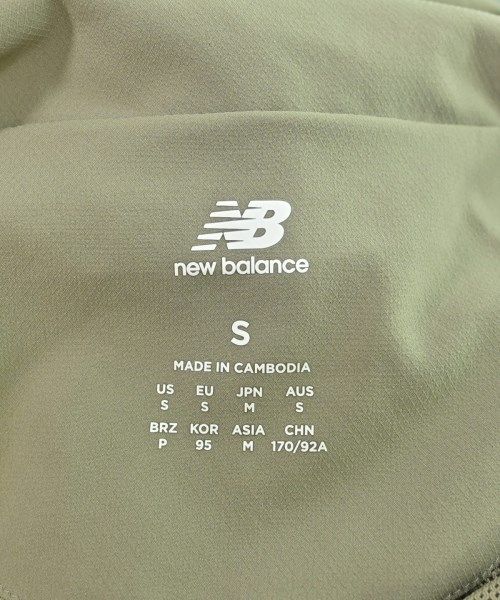 NB
new balance
S
MADE IN CAMBODIA
US EU JPN AUS
S S M S
BRZ KOR ASIA CHN
P 95 M 170/92A